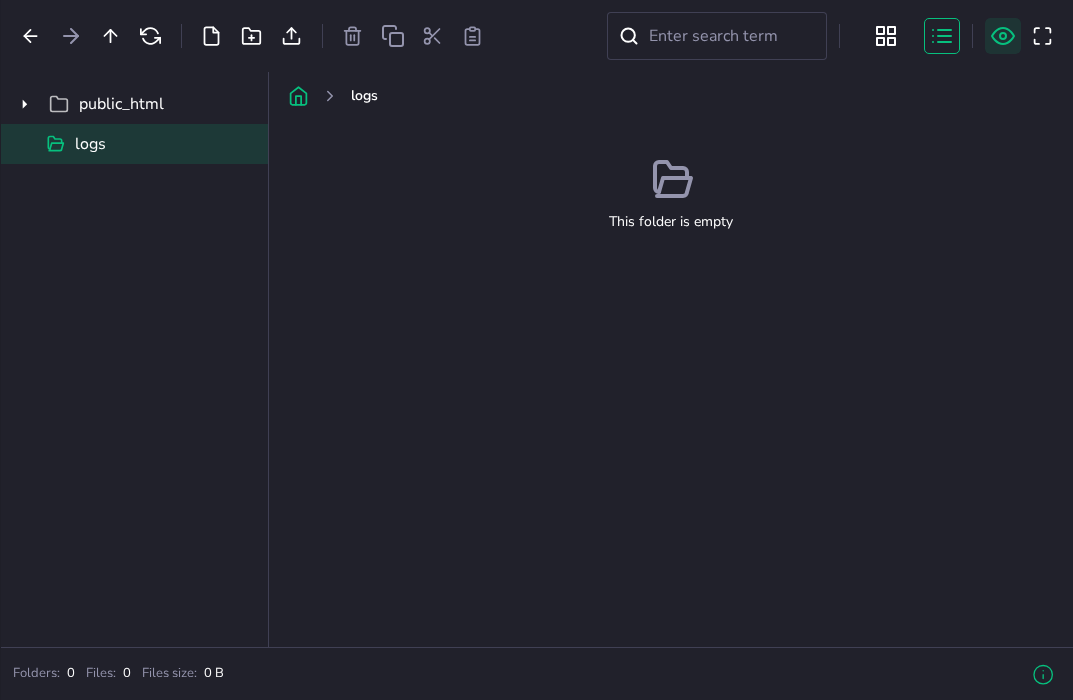 Enter search term
public_html
logs
logs
This folder is empty
Folders: 0 Files: 0 Files size: 0 B